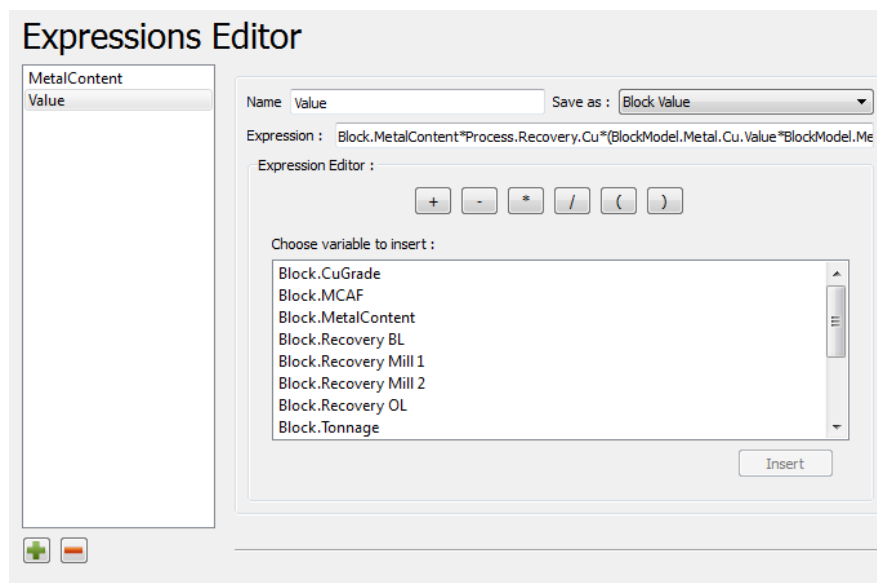 Expressions Editor
MetalContent
Value
Name Value Save as : Block Value
Expression : Block.MetalContent*Process.Recovery.Cu*(BlockModel.Metal.Cu.Value*BlockModel.Me
Expression Editor :
+ - * / ( )
Choose variable to insert :
Block.CuGrade
Block.MCAF
Block.MetalContent
Block.Recovery BL
Block.Recovery Mill 1
Block.Recovery Mill 2
Block.Recovery OL
Block.Tonnage
Insert